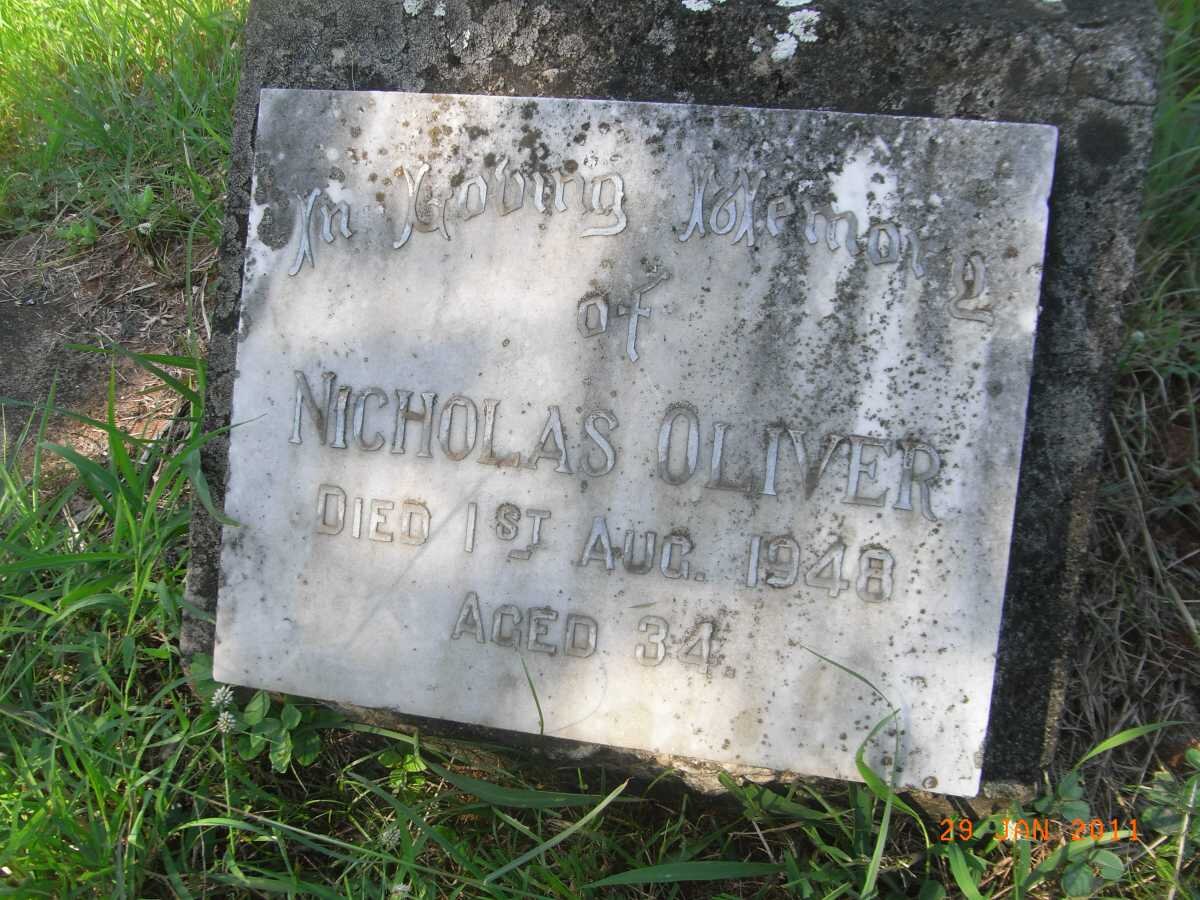 In Loving Memory
of
NICHOLAS OLIVER
DIED 1ST AUG. 1948
AGED 34.
29 JAN 2011